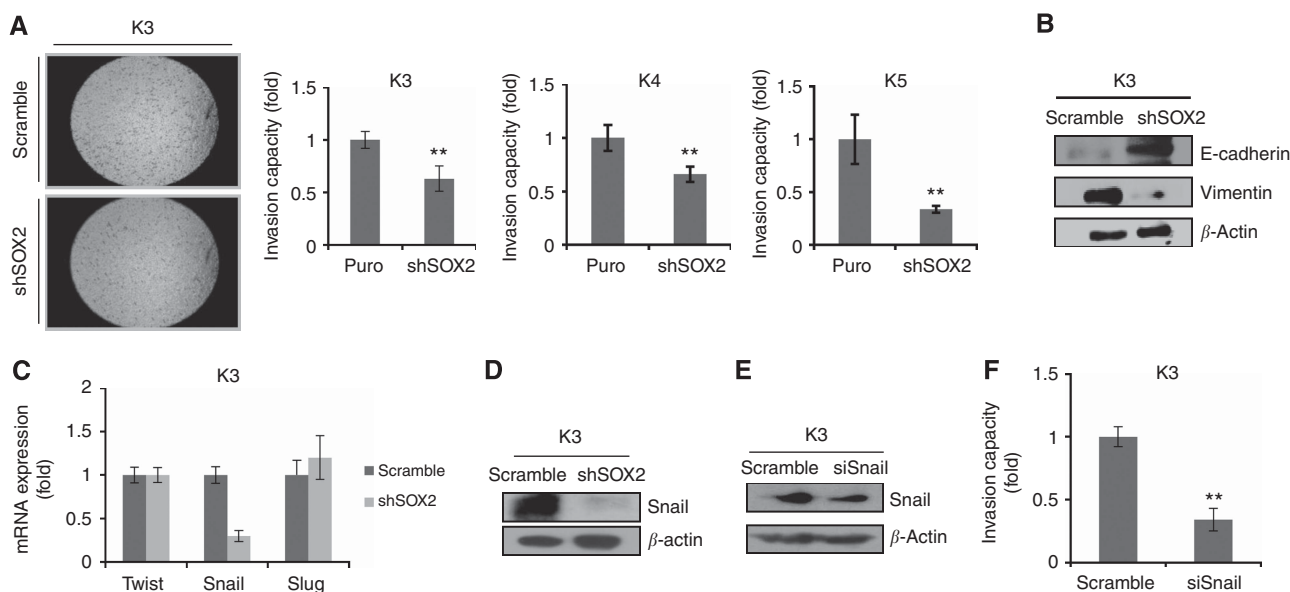 A
K3
Scramble
shSOX2
Invasion capacity (fold)
K3
1.5
1
0.5
0
Puro
shSOX2
**
Invasion capacity (fold)
K4
1.5
1
0.5
0
Puro
shSOX2
**
Invasion capacity (fold)
K5
1.5
1
0.5
0
Puro
shSOX2
**
B
K3
Scramble shSOX2
E-cadherin
Vimentin
β-Actin
C
K3
mRNA expression
(fold)
2
1.5
1
0.5
0
Twist
Snail
Slug
Scramble
shSOX2
D
K3
Scramble shSOX2
Snail
β-actin
E
K3
Scramble siSnail
Snail
β-Actin
F
K3
Invasion capacity
(fold)
1.5
1
0.5
0
**
Scramble
siSnail